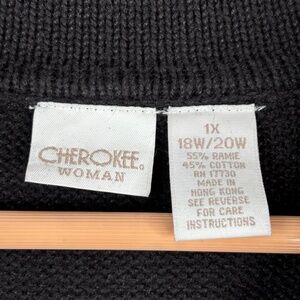 CHEROKEE®
WOMAN
1X
18W/20W
55% RAMIE
45% COTTON
RN 17730
MADE IN
HONG KONG
SEE REVERSE
FOR CARE
INSTRUCTIONS